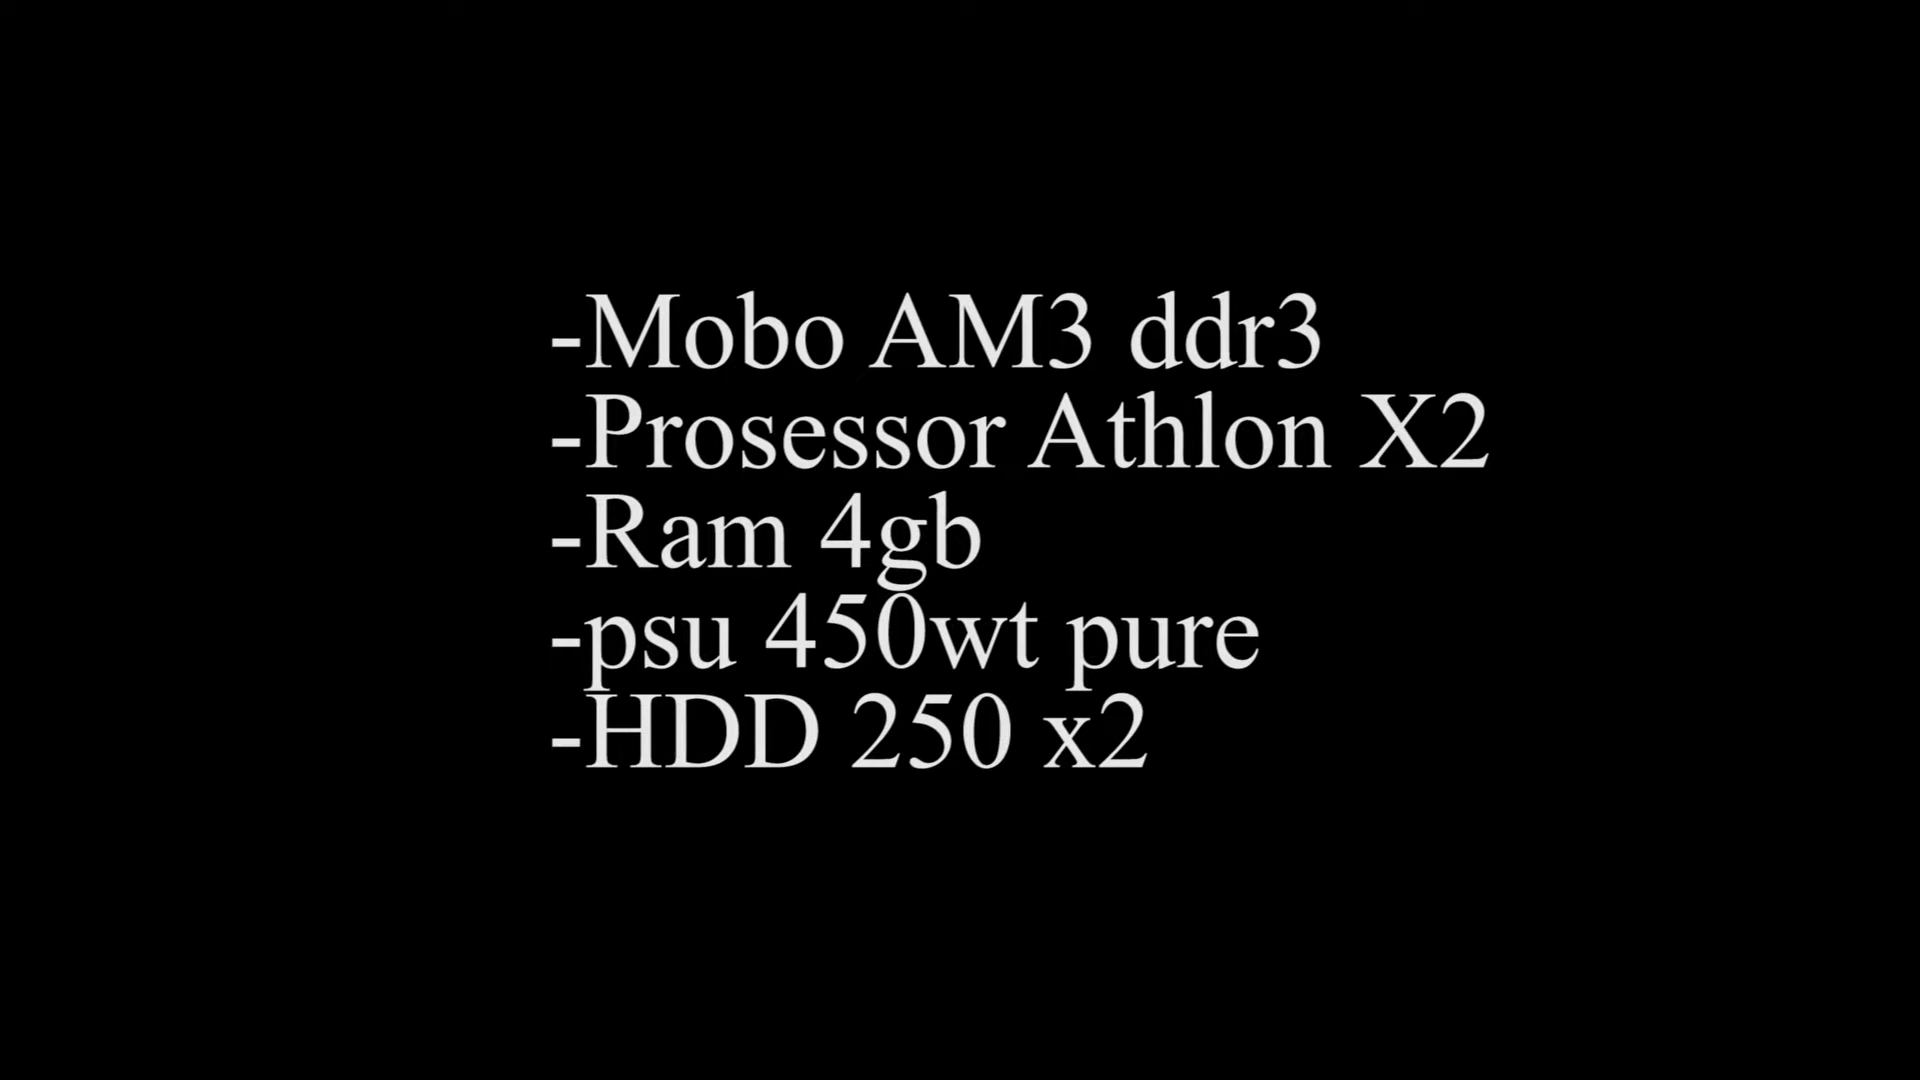 -Mobo AM3 ddr3
-Prosessor Athlon X2
-Ram 4gb
-psu 450wt pure
-HDD 250 x2